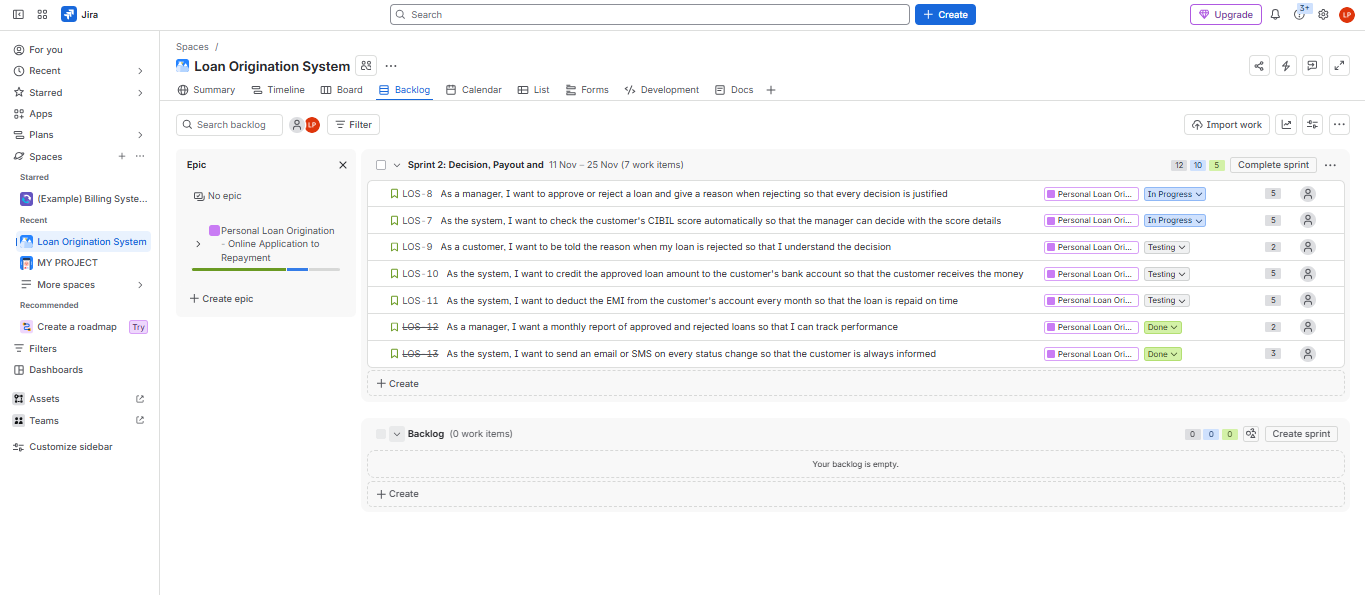 Jira
Search
Create
Upgrade
3+
LP
For you
Recent
Starred
Apps
Plans
Spaces
Starred
(Example) Billing Syste...
Recent
Loan Origination System
MY PROJECT
More spaces
Recommended
Create a roadmap Try
Filters
Dashboards
Assets
Teams
Customize sidebar
Spaces /
Loan Origination System
Summary Timeline Board Backlog Calendar List Forms Development Docs
Search backlog LP Filter Import work
Epic
No epic
Personal Loan Origination
- Online Application to
Repayment
Create epic
Sprint 2: Decision, Payout and 11 Nov – 25 Nov (7 work items) 12 10 5 Complete sprint
LOS-8 As a manager, I want to approve or reject a loan and give a reason when rejecting so that every decision is justified Personal Loan Ori... In Progress 5
LOS-7 As the system, I want to check the customer's CIBIL score automatically so that the manager can decide with the score details Personal Loan Ori... In Progress 5
LOS-9 As a customer, I want to be told the reason when my loan is rejected so that I understand the decision Personal Loan Ori... Testing 2
LOS-10 As the system, I want to credit the approved loan amount to the customer's bank account so that the customer receives the money Personal Loan Ori... Testing 5
LOS-11 As the system, I want to deduct the EMI from the customer's account every month so that the loan is repaid on time Personal Loan Ori... Testing 5
LOS-12 As a manager, I want a monthly report of approved and rejected loans so that I can track performance Personal Loan Ori... Done 2
LOS-13 As the system, I want to send an email or SMS on every status change so that the customer is always informed Personal Loan Ori... Done 3
Create
Backlog (0 work items) 0 0 0 Create sprint
Your backlog is empty.
Create